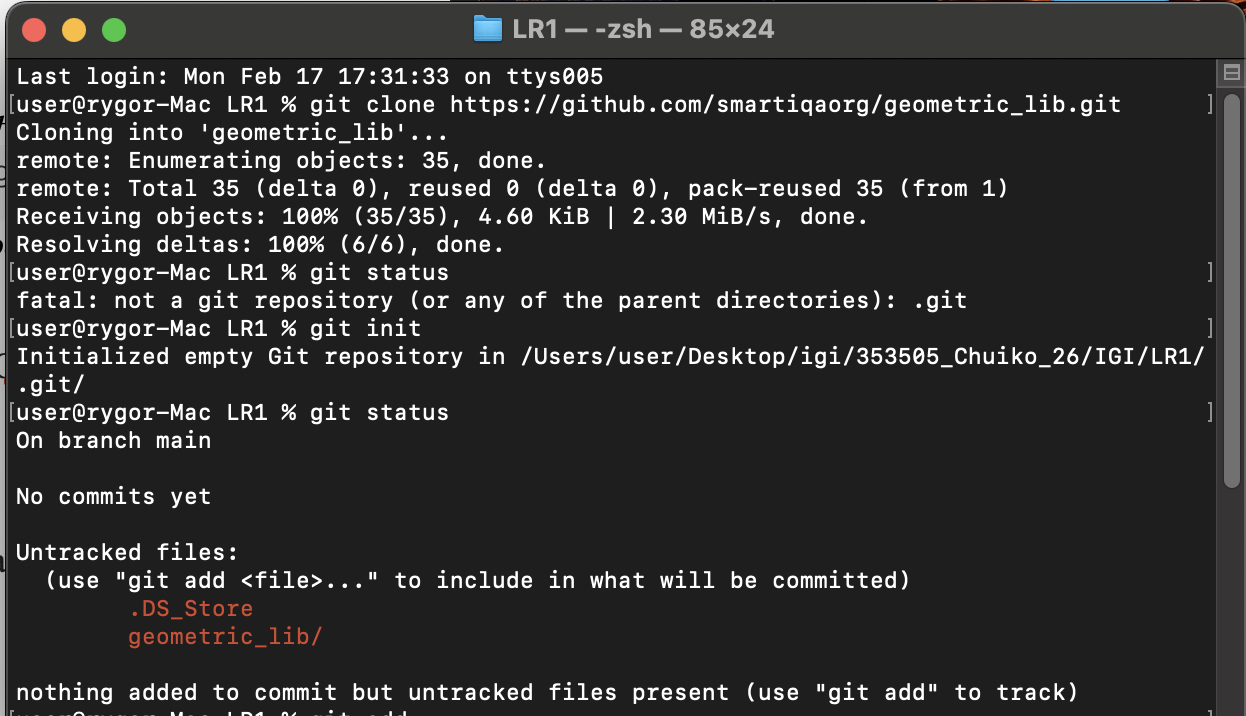 LR1 — -zsh — 85×24
Last login: Mon Feb 17 17:31:33 on ttys005
[user@rygor-Mac LR1 % git clone https://github.com/smartiqaorg/geometric_lib.git ]
Cloning into 'geometric_lib'...
remote: Enumerating objects: 35, done.
remote: Total 35 (delta 0), reused 0 (delta 0), pack-reused 35 (from 1)
Receiving objects: 100% (35/35), 4.60 KiB | 2.30 MiB/s, done.
Resolving deltas: 100% (6/6), done.
[user@rygor-Mac LR1 % git status ]
fatal: not a git repository (or any of the parent directories): .git
[user@rygor-Mac LR1 % git init ]
Initialized empty Git repository in /Users/user/Desktop/igi/353505_Chuiko_26/IGI/LR1/
.git/
[user@rygor-Mac LR1 % git status ]
On branch main
No commits yet
Untracked files:
(use "git add <file>..." to include in what will be committed)
.DS_Store
geometric_lib/
nothing added to commit but untracked files present (use "git add" to track)
[user@rygor-Mac LR1 % git add ]